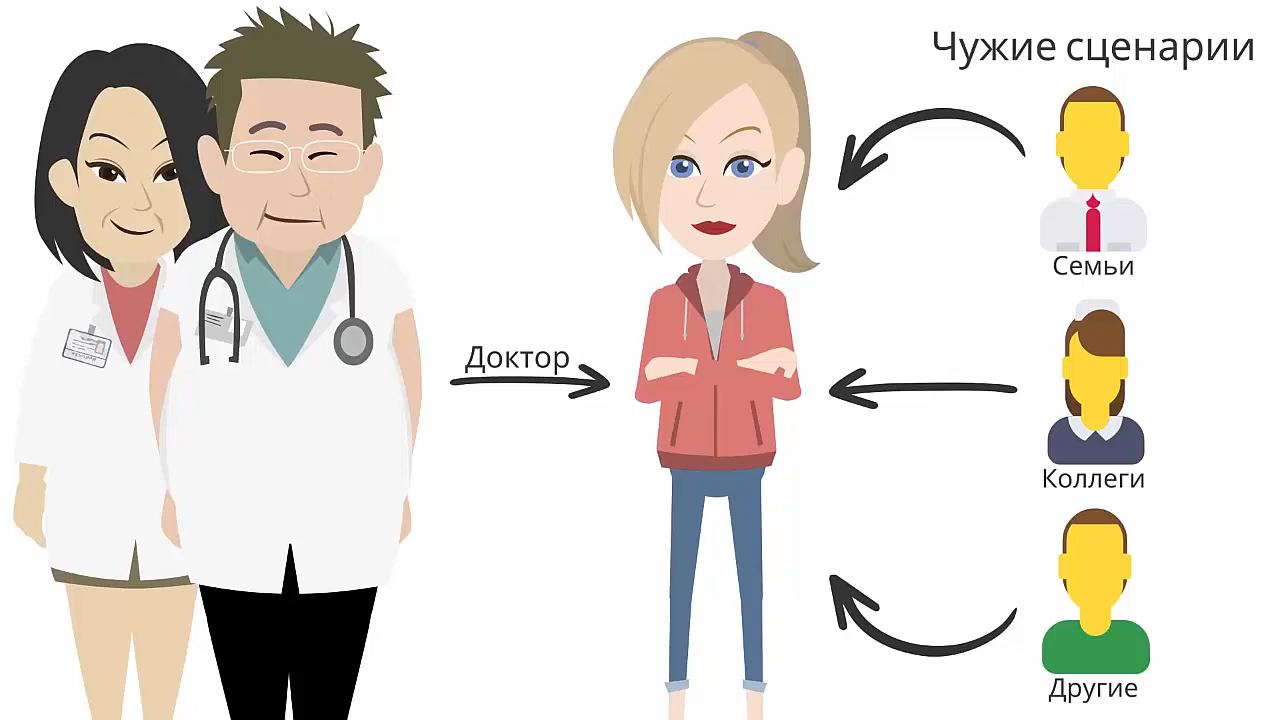 Чужие сценарии
Семьи
Доктор
Коллеги
Другие